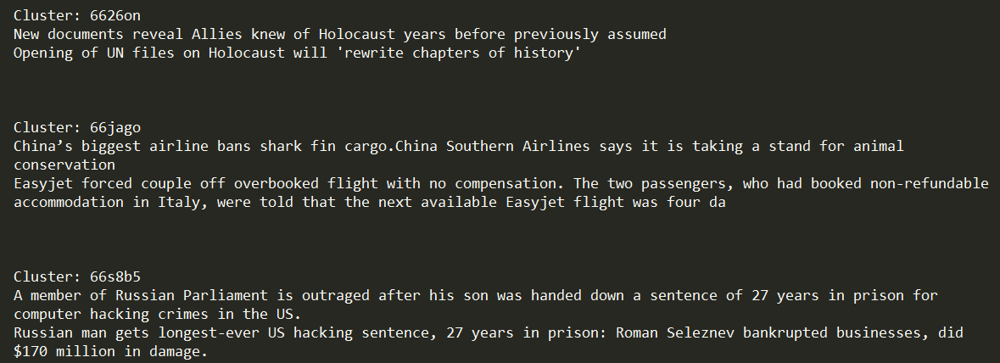 Cluster: 6626on
New documents reveal Allies knew of Holocaust years before previously assumed
Opening of UN files on Holocaust will 'rewrite chapters of history'
Cluster: 66jago
China’s biggest airline bans shark fin cargo.China Southern Airlines says it is taking a stand for animal
conservation
Easyjet forced couple off overbooked flight with no compensation. The two passengers, who had booked non-refundable
accommodation in Italy, were told that the next available Easyjet flight was four da
Cluster: 66s8b5
A member of Russian Parliament is outraged after his son was handed down a sentence of 27 years in prison for
computer hacking crimes in the US.
Russian man gets longest-ever US hacking sentence, 27 years in prison: Roman Seleznev bankrupted businesses, did
$170 million in damage.